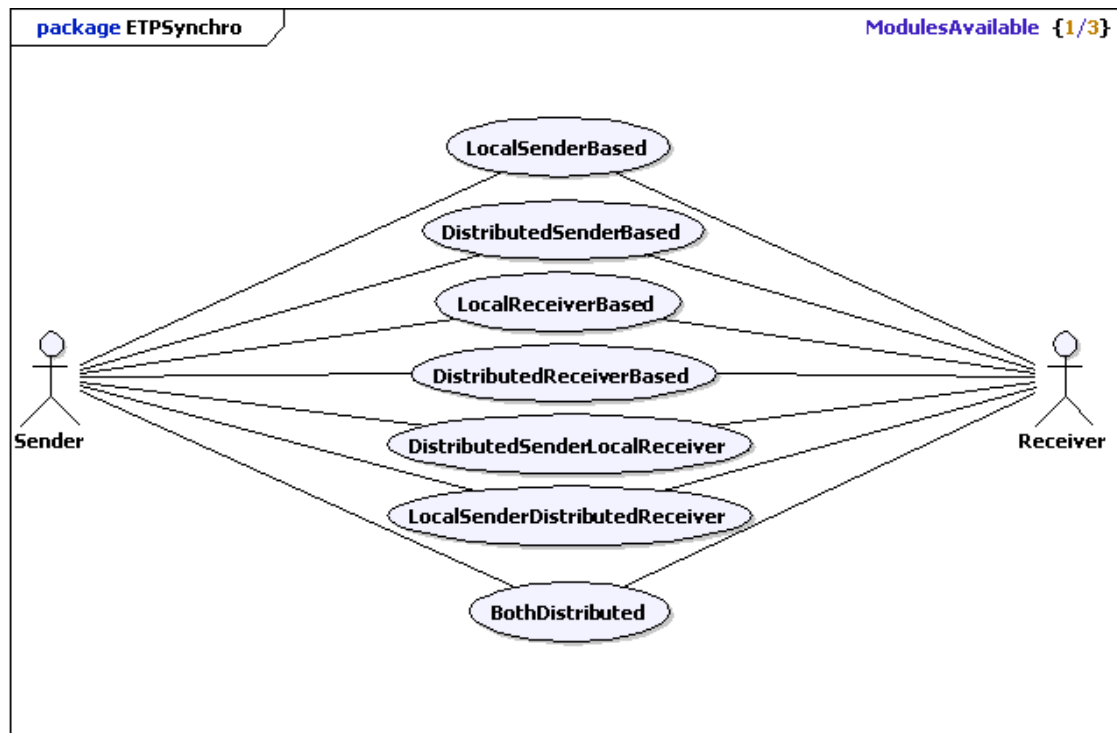 package ETPSynchro
ModulesAvailable {1/3}
LocalSenderBased
DistributedSenderBased
LocalReceiverBased
DistributedReceiverBased
Sender
Receiver
DistributedSenderLocalReceiver
LocalSenderDistributedReceiver
BothDistributed